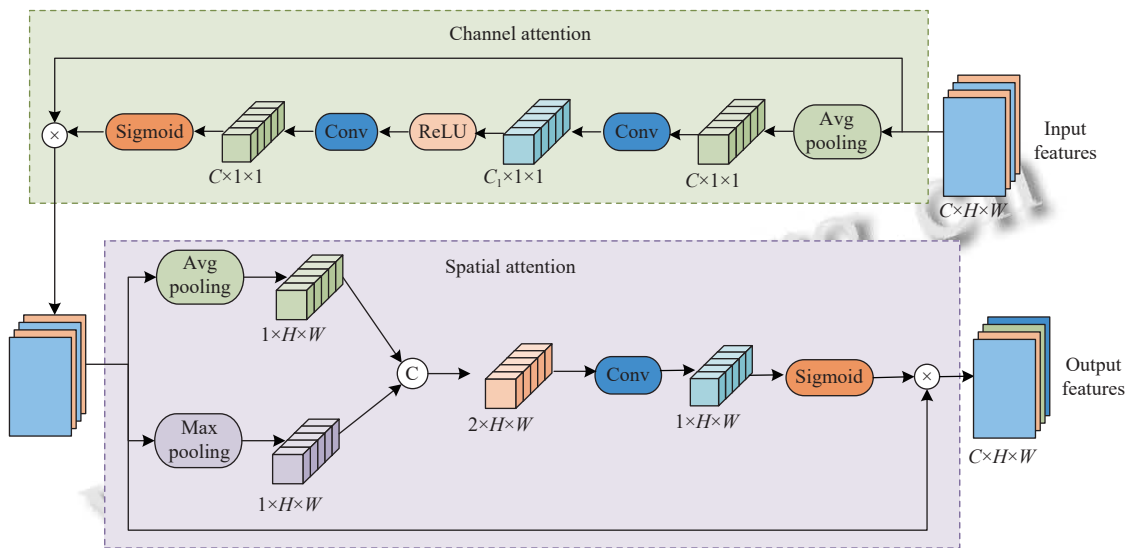 Channel attention
Sigmoid
Conv
ReLU
Conv
Avg
pooling
Input
features
×
C×1×1
C₁×1×1
C×1×1
C×H×W
Spatial attention
Avg
pooling
1×H×W
C
Conv
Sigmoid
×
Output
features
2×H×W
1×H×W
Max
pooling
1×H×W
C×H×W